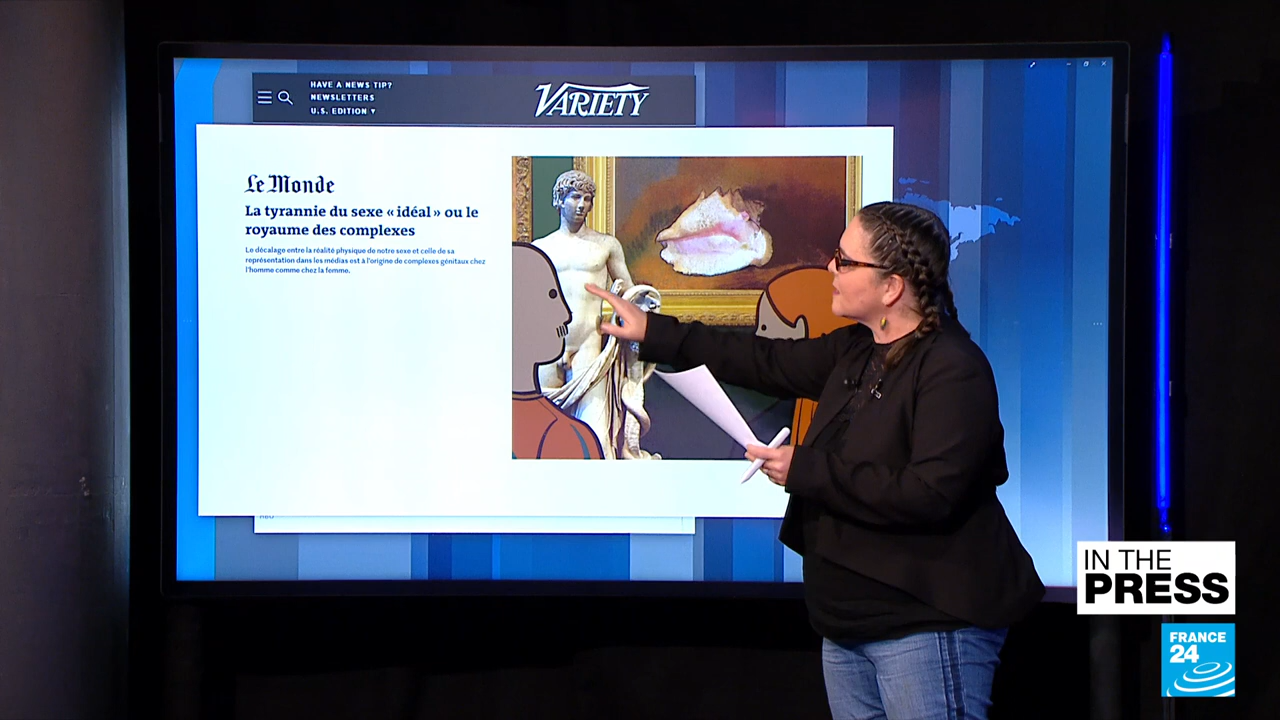 HAVE A NEWS TIP?
NEWSLETTERS
U.S. EDITION ▾
VARIETY
Le Monde
La tyrannie du sexe « idéal » ou le
royaume des complexes
Le décalage entre la réalité physique de notre sexe et celle de sa
représentation dans les médias est à l'origine de complexes génitaux chez
l'homme comme chez la femme.
IN THE
PRESS
FRANCE
24